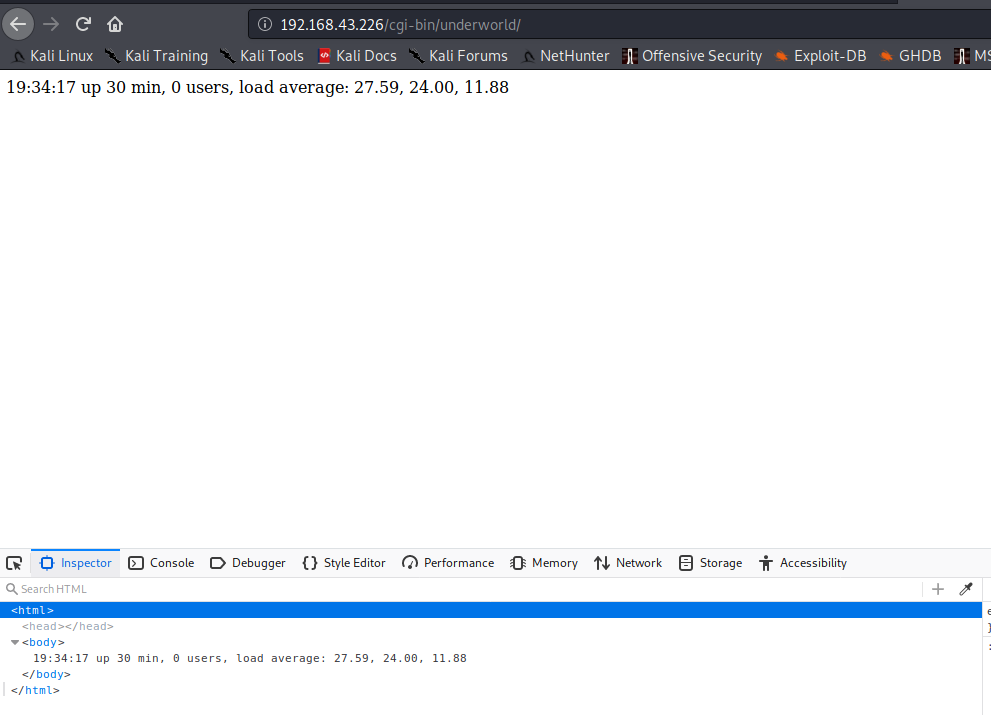 192.168.43.226/cgi-bin/underworld/
Kali Linux Kali Training Kali Tools Kali Docs Kali Forums NetHunter Offensive Security Exploit-DB GHDB MS
19:34:17 up 30 min, 0 users, load average: 27.59, 24.00, 11.88
Inspector Console Debugger {} Style Editor Performance Memory Network Storage Accessibility
Search HTML
<html>
<head></head>
<body>
19:34:17 up 30 min, 0 users, load average: 27.59, 24.00, 11.88
</body>
</html>